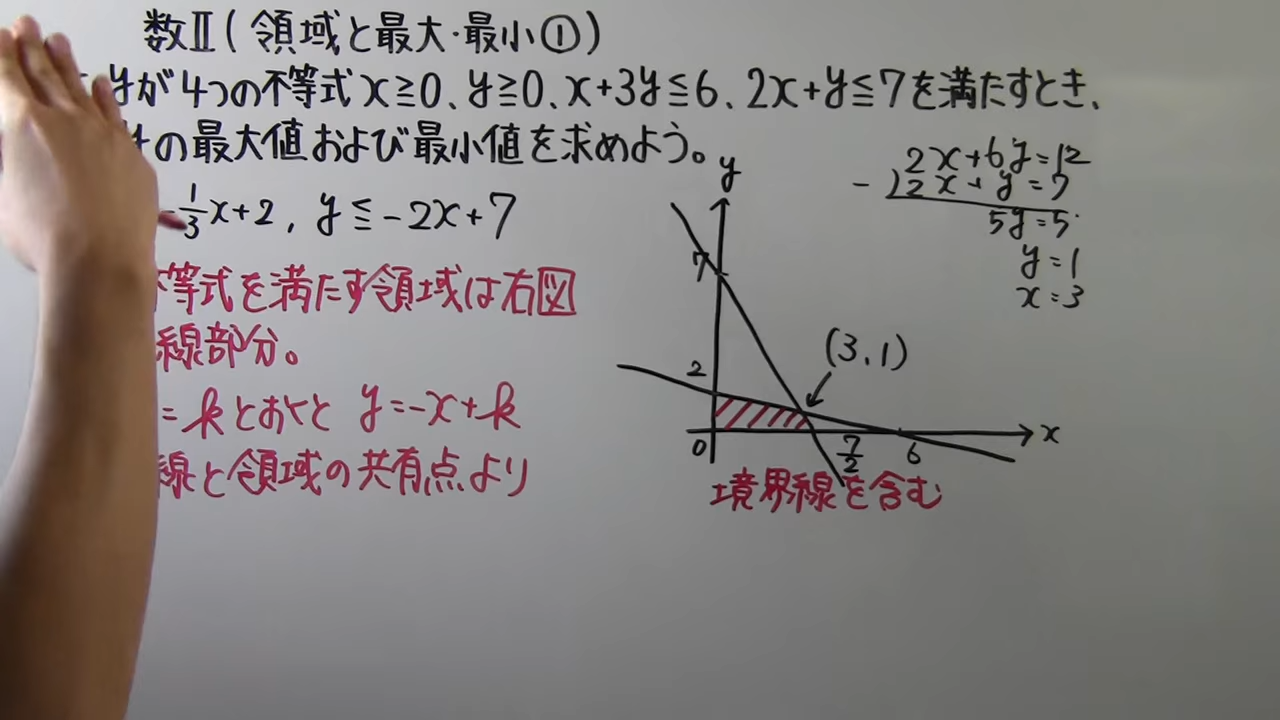 数Ⅱ(領域と最大・最小①)
yが4つの不等式x≧0、y≧0、x+3y≦6、2x+y≦7を満たすとき、
yの最大値および最小値を求めよう。
-1/3x+2, y≦-2x+7
等式を満たす領域は右図
線部分。
=kとおくと y=-x+k
線と領域の共有点より
2x+6y=12
-)2x+y=7
5y=5
y=1
x=3
y
7
2
(3,1)
0
7/2
6
x
境界線を含む